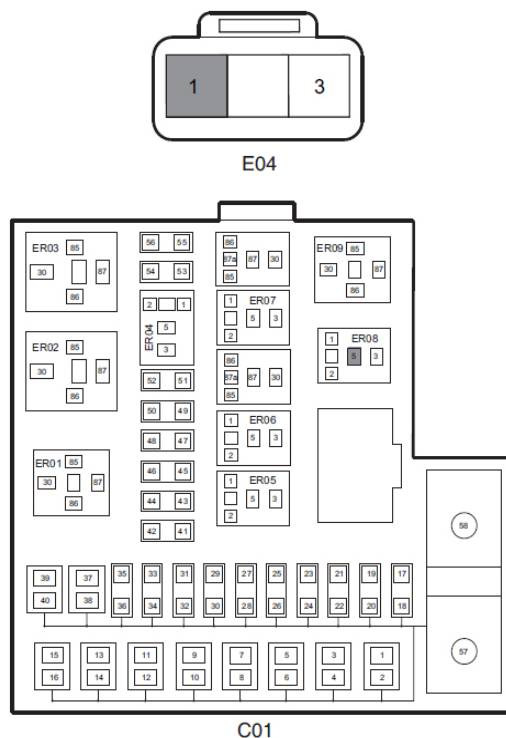 1 3
E04
ER03 85
30 87
86
56 55
54 53
86
87a 87 30
85
ER09 85
30 87
86
2 1
ER04 5
3
1 ER07
5 3
2
ER02 85
30 87
86
1 ER08
5 3
2
86
87a 87 30
85
52 51
50 49
48 47
46 45
44 43
42 41
1 ER06
5 3
2
ER01 85
30 87
86
1 ER05
5 3
2
58
39 37 35 33 31 29 27 25 23 21 19 17
40 38 36 34 32 30 28 26 24 22 20 18
57
15 13 11 9 7 5 3 1
16 14 12 10 8 6 4 2
C01